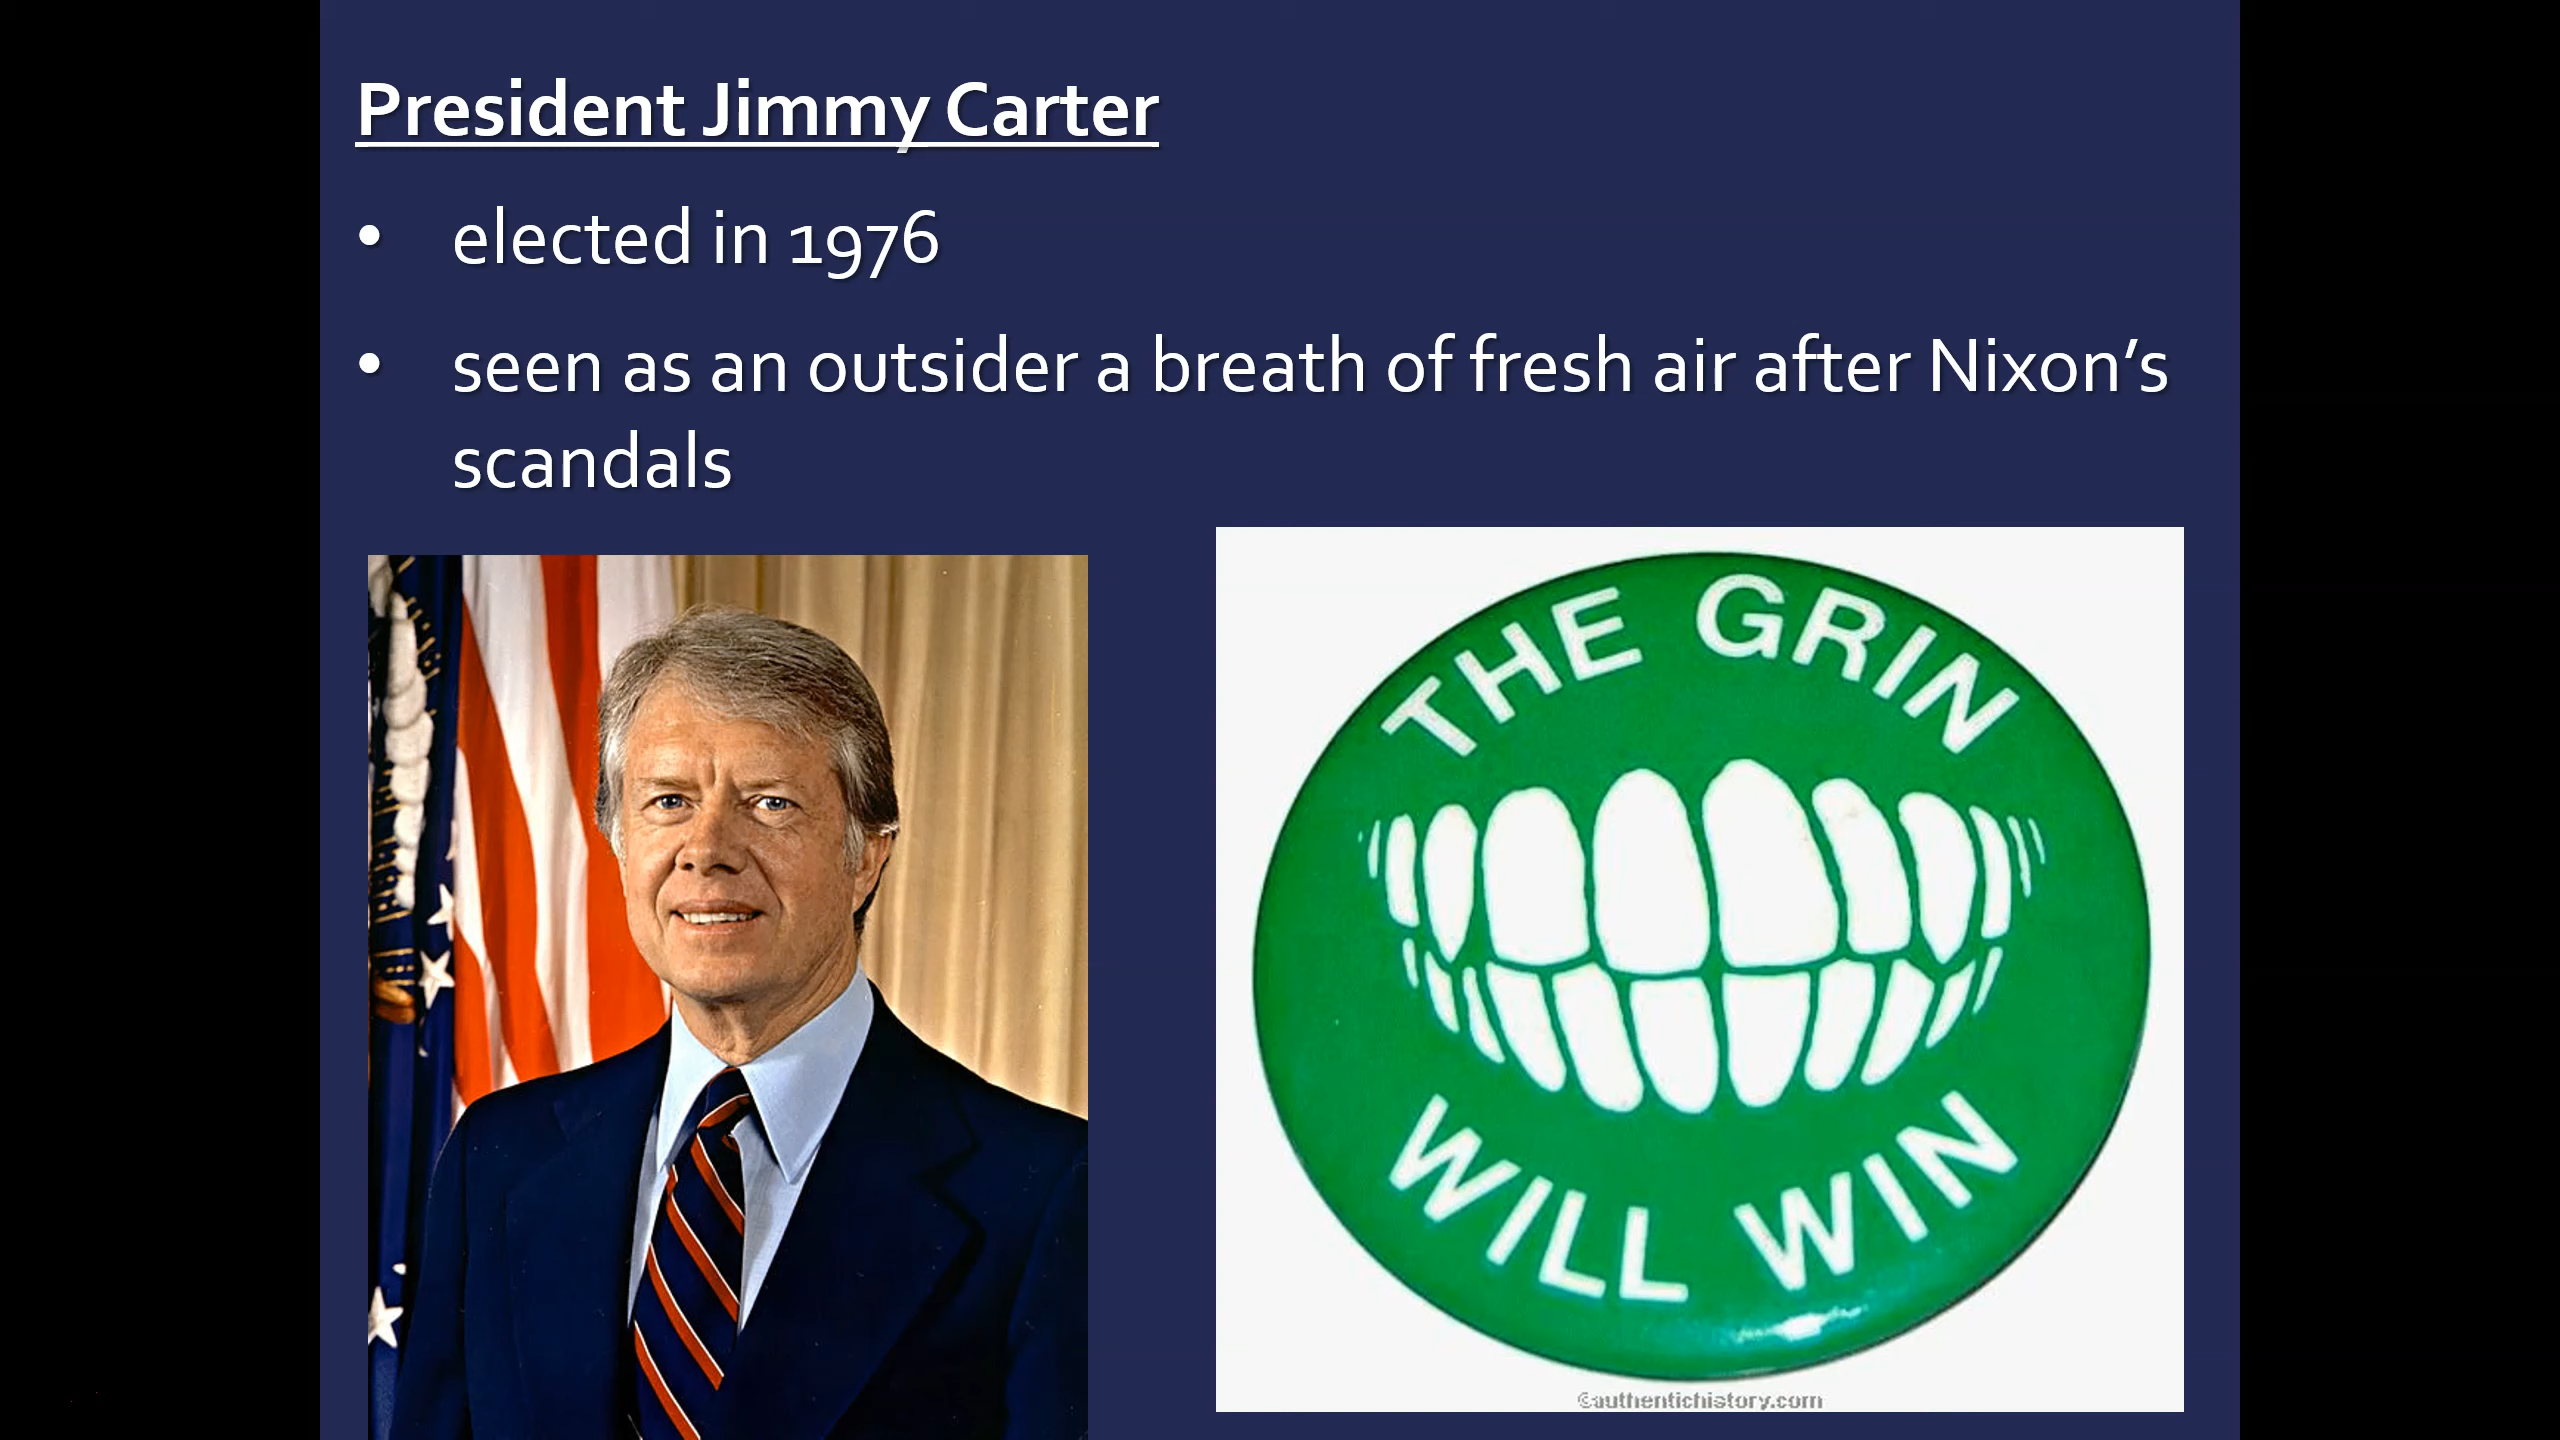 President Jimmy Carter
• elected in 1976
• seen as an outsider a breath of fresh air after Nixon’s
scandals
THE GRIN
WILL WIN
©authentichistory.com